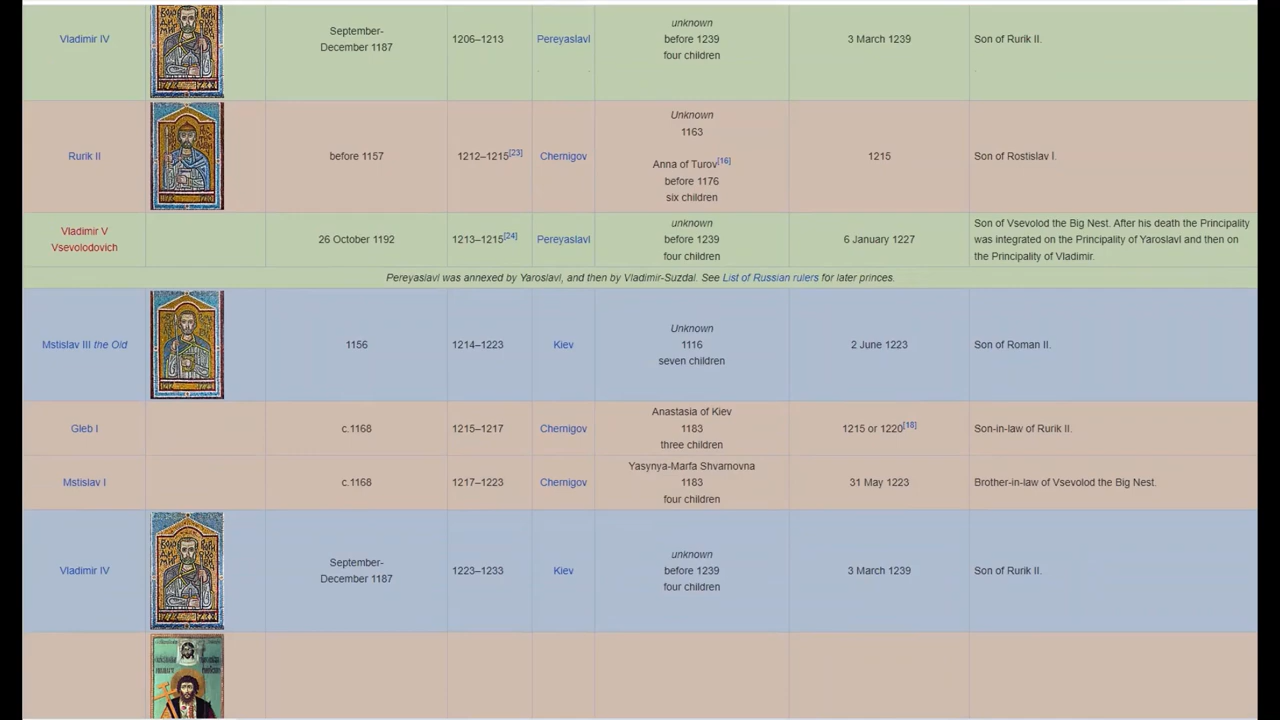 Vladimir IV
September-
December 1187
1206–1213
Pereyaslavl
unknown
before 1239
four children
3 March 1239
Son of Rurik II.
Rurik II
before 1157
1212–1215[23]
Chernigov
Unknown
1163
Anna of Turov[16]
before 1176
six children
1215
Son of Rostislav I.
Vladimir V
Vsevolodovich
26 October 1192
1213–1215[24]
Pereyaslavl
unknown
before 1239
four children
6 January 1227
Son of Vsevolod the Big Nest. After his death the Principality
was integrated on the Principality of Yaroslavl and then on
the Principality of Vladimir.
Pereyaslavl was annexed by Yaroslavl, and then by Vladimir-Suzdal. See List of Russian rulers for later princes.
Mstislav III the Old
1156
1214–1223
Kiev
Unknown
1116
seven children
2 June 1223
Son of Roman II.
Gleb I
c.1168
1215–1217
Chernigov
Anastasia of Kiev
1183
three children
1215 or 1220[18]
Son-in-law of Rurik II.
Mstislav I
c.1168
1217–1223
Chernigov
Yasynya-Marfa Shvarnovna
1183
four children
31 May 1223
Brother-in-law of Vsevolod the Big Nest.
Vladimir IV
September-
December 1187
1223–1233
Kiev
unknown
before 1239
four children
3 March 1239
Son of Rurik II.